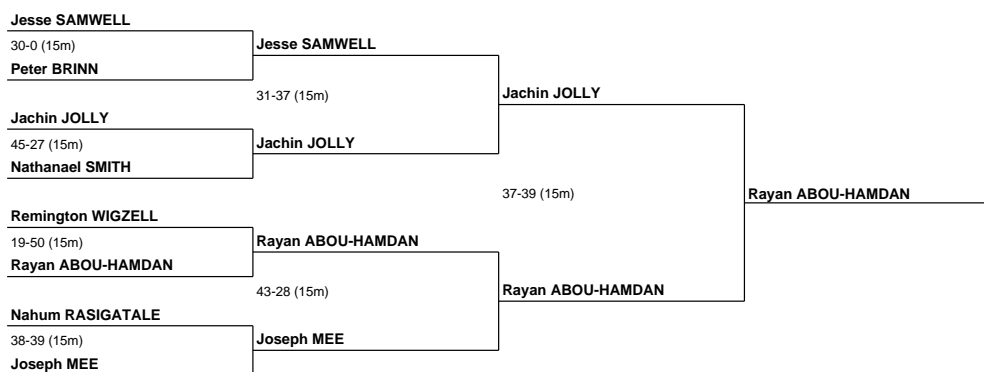 Jesse SAMWELL
30-0 (15m)
Peter BRINN
Jesse SAMWELL
31-37 (15m)
Jachin JOLLY
45-27 (15m)
Nathanael SMITH
Jachin JOLLY
Jachin JOLLY
37-39 (15m)
Remington WIGZELL
19-50 (15m)
Rayan ABOU-HAMDAN
Rayan ABOU-HAMDAN
43-28 (15m)
Nahum RASIGATALE
38-39 (15m)
Joseph MEE
Joseph MEE
Rayan ABOU-HAMDAN
Rayan ABOU-HAMDAN